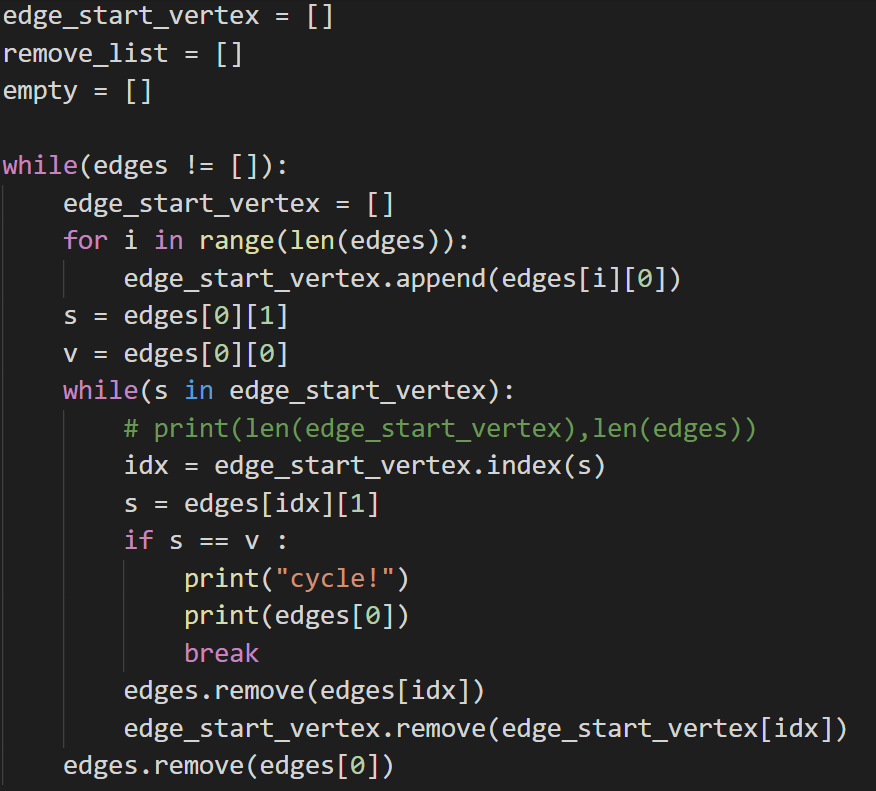 edge_start_vertex = []
remove_list = []
empty = []

while(edges != []):
    edge_start_vertex = []
    for i in range(len(edges)):
        edge_start_vertex.append(edges[i][0])
    s = edges[0][1]
    v = edges[0][0]
    while(s in edge_start_vertex):
        # print(len(edge_start_vertex),len(edges))
        idx = edge_start_vertex.index(s)
        s = edges[idx][1]
        if s == v :
            print("cycle!")
            print(edges[0])
            break
        edges.remove(edges[idx])
        edge_start_vertex.remove(edge_start_vertex[idx])
    edges.remove(edges[0])